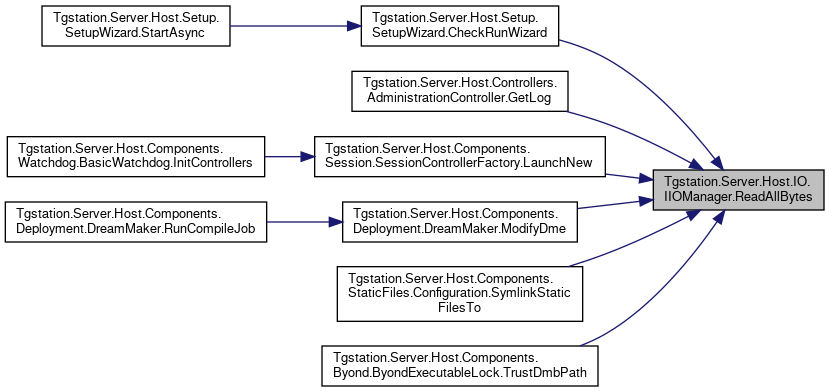 Tgstation.Server.Host.Setup.
SetupWizard.StartAsync
Tgstation.Server.Host.Setup.
SetupWizard.CheckRunWizard
Tgstation.Server.Host.Controllers.
AdministrationController.GetLog
Tgstation.Server.Host.Components.
Watchdog.BasicWatchdog.InitControllers
Tgstation.Server.Host.Components.
Session.SessionControllerFactory.LaunchNew
Tgstation.Server.Host.IO.
IIOManager.ReadAllBytes
Tgstation.Server.Host.Components.
Deployment.DreamMaker.RunCompileJob
Tgstation.Server.Host.Components.
Deployment.DreamMaker.ModifyDme
Tgstation.Server.Host.Components.
StaticFiles.Configuration.SymlinkStatic
FilesTo
Tgstation.Server.Host.Components.
Byond.ByondExecutableLock.TrustDmbPath